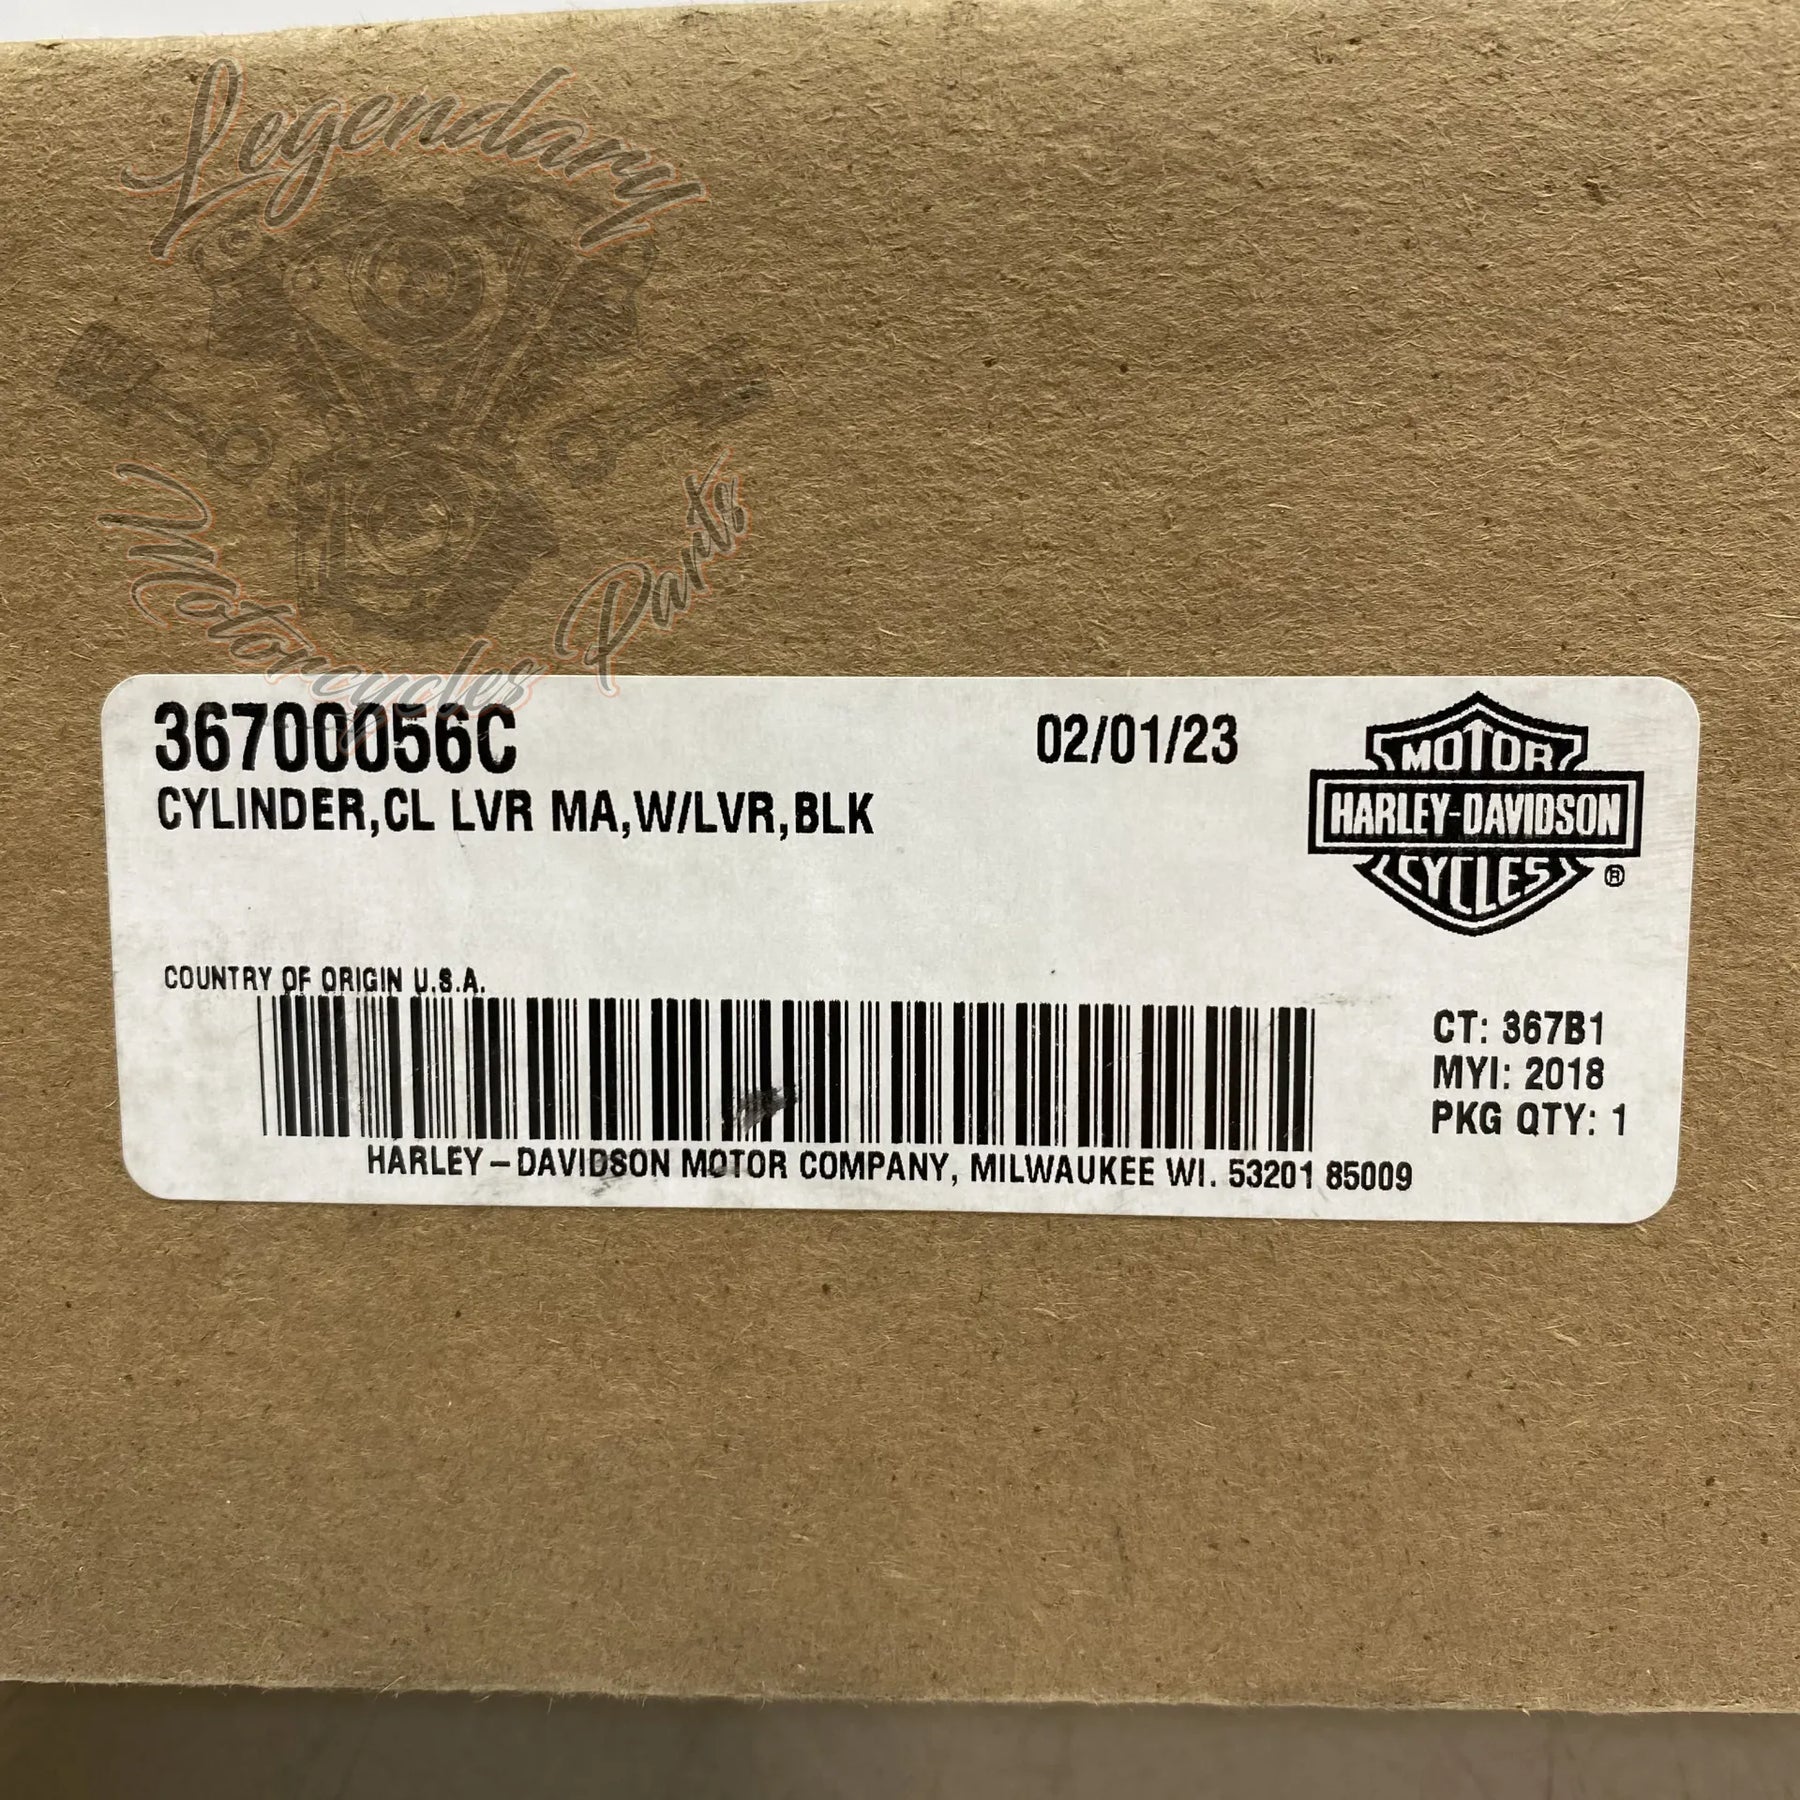 Legendary
Motorcycles Parts
36700056C
02/01/23
CYLINDER,CL LVR MA,W/LVR,BLK
MOTOR
HARLEY-DAVIDSON
CYCLES
®
COUNTRY OF ORIGIN U.S.A.
CT: 367B1
MYI: 2018
PKG QTY: 1
HARLEY-DAVIDSON MOTOR COMPANY, MILWAUKEE WI. 53201 85009